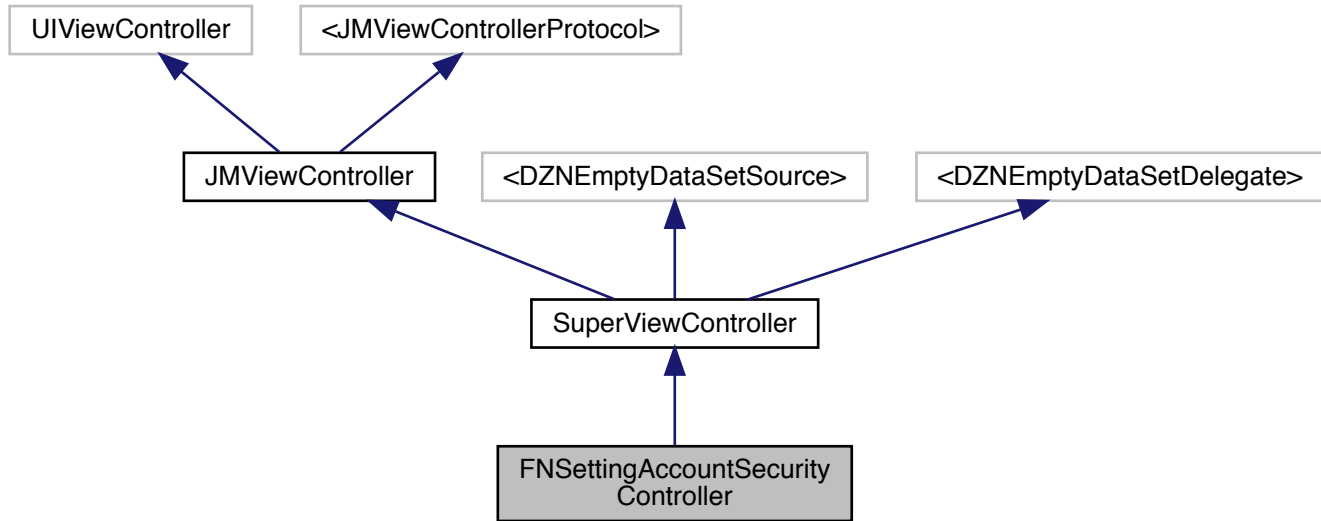 UIViewController
<JMViewControllerProtocol>
JMViewController
<DZNEmptyDataSetSource>
<DZNEmptyDataSetDelegate>
SuperViewController
FNSettingAccountSecurity
Controller